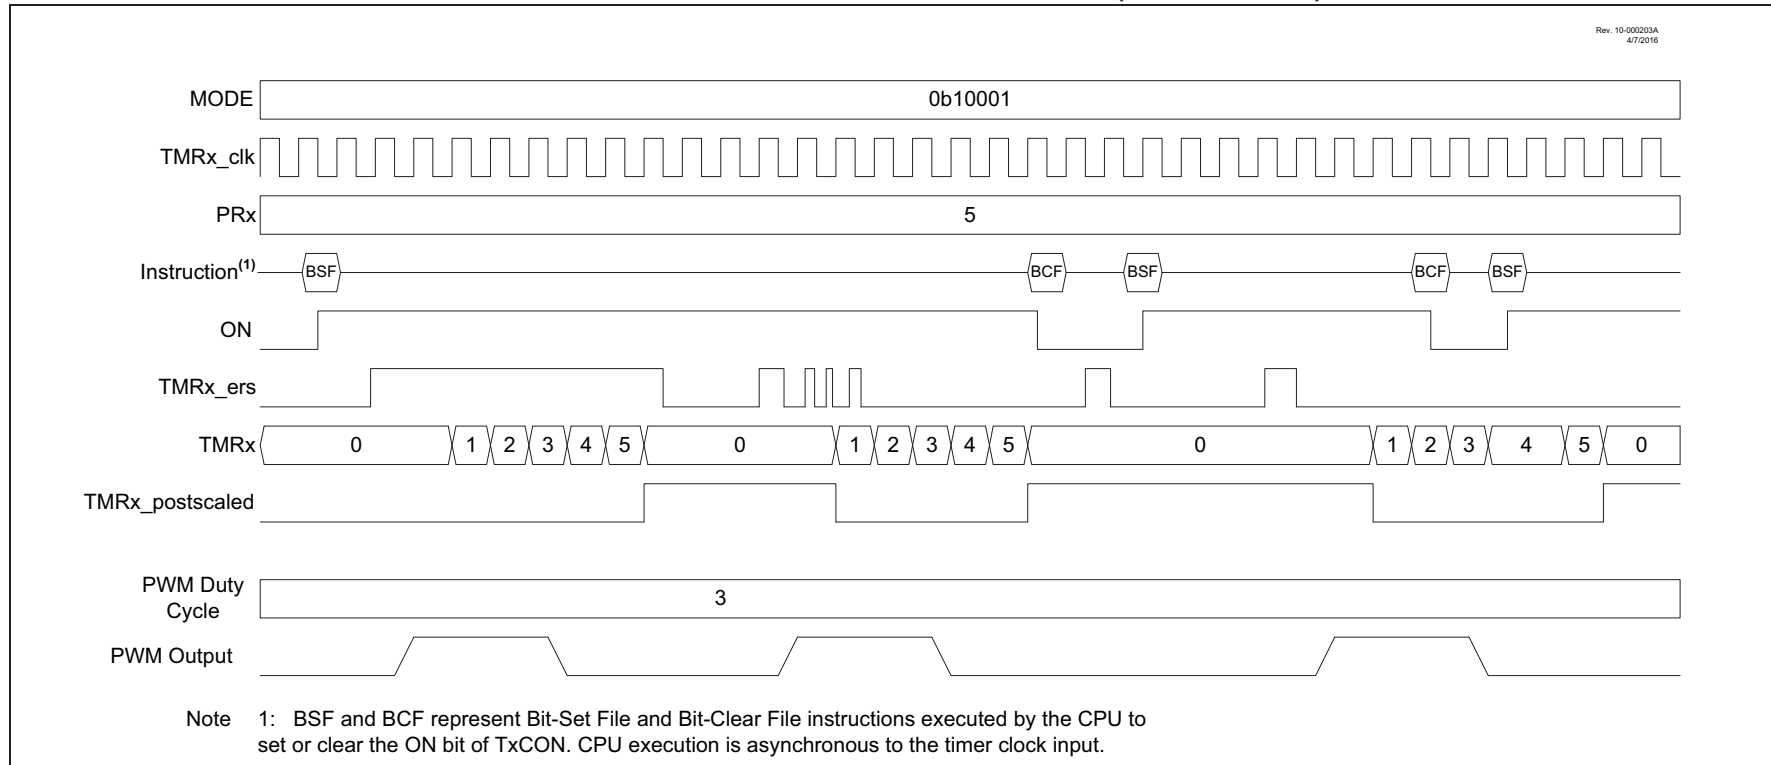 Rev. 10-000203A
4/7/2016
MODE 0b10001
TMRx_clk
PRx 5
Instruction(1) BSF BCF BSF BCF BSF
ON
TMRx_ers
TMRx 0 1 2 3 4 5 0 1 2 3 4 5 0 1 2 3 4 5 0
TMRx_postscaled
PWM Duty
Cycle 3
PWM Output
Note 1: BSF and BCF represent Bit-Set File and Bit-Clear File instructions executed by the CPU to
set or clear the ON bit of TxCON. CPU execution is asynchronous to the timer clock input.